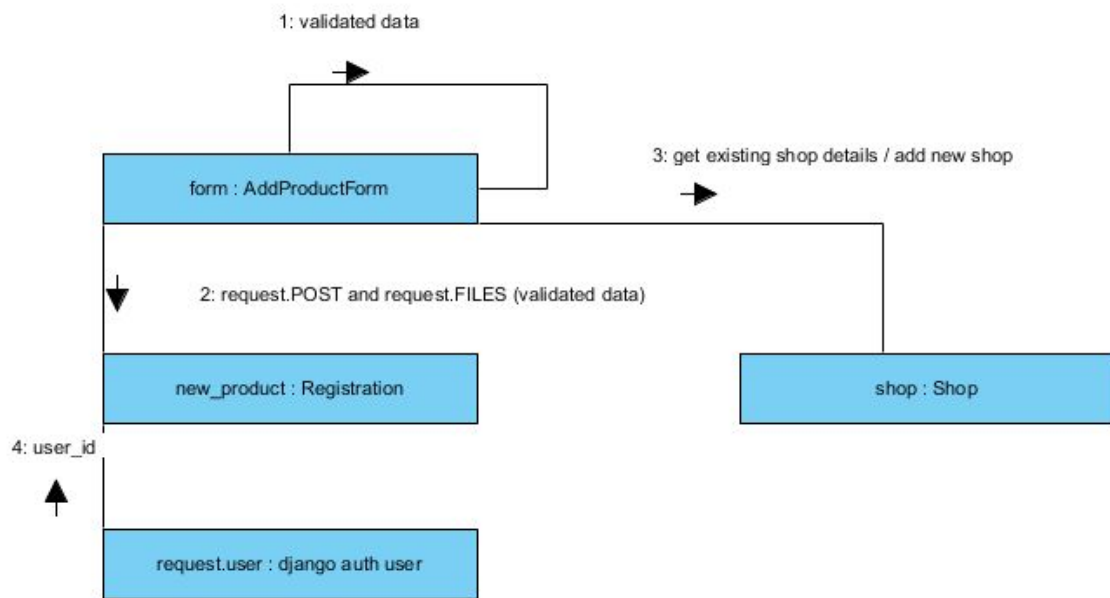 1: validated data
form : AddProductForm
3: get existing shop details / add new shop
2: request.POST and request.FILES (validated data)
new_product : Registration
shop : Shop
4: user_id
request.user : django auth user